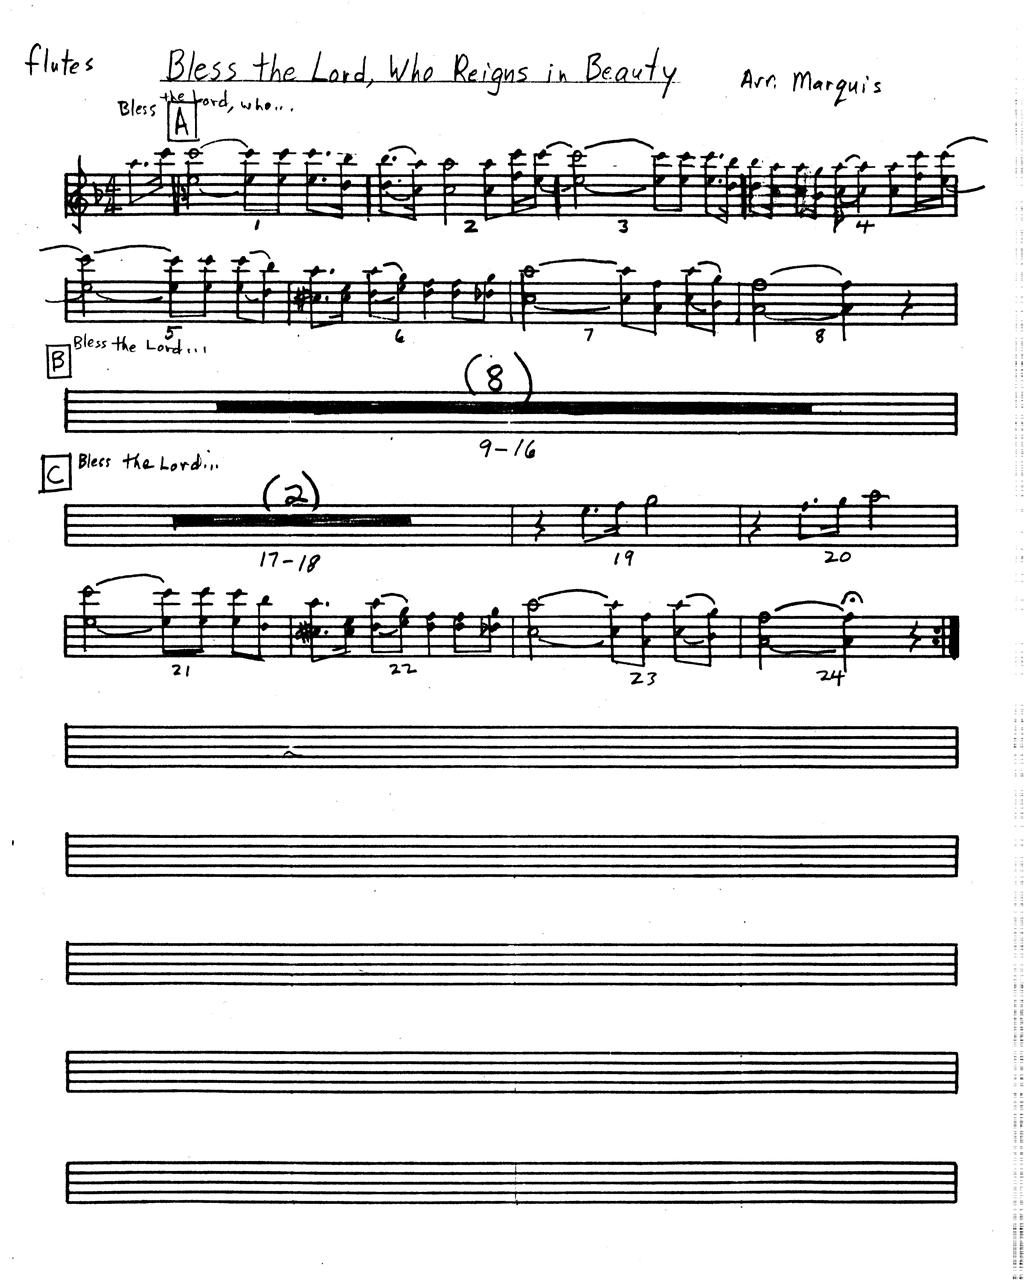 flutes
Bless the Lord, Who Reigns in Beauty
Arr. Marquis
Bless the Lord, who...
A
4
4
1 2 3 4
5 6 7 8
Bless the Lord...
B
(8)
9-16
C
Bless the Lord...
(2)
17-18 19 20
21 22 23 24